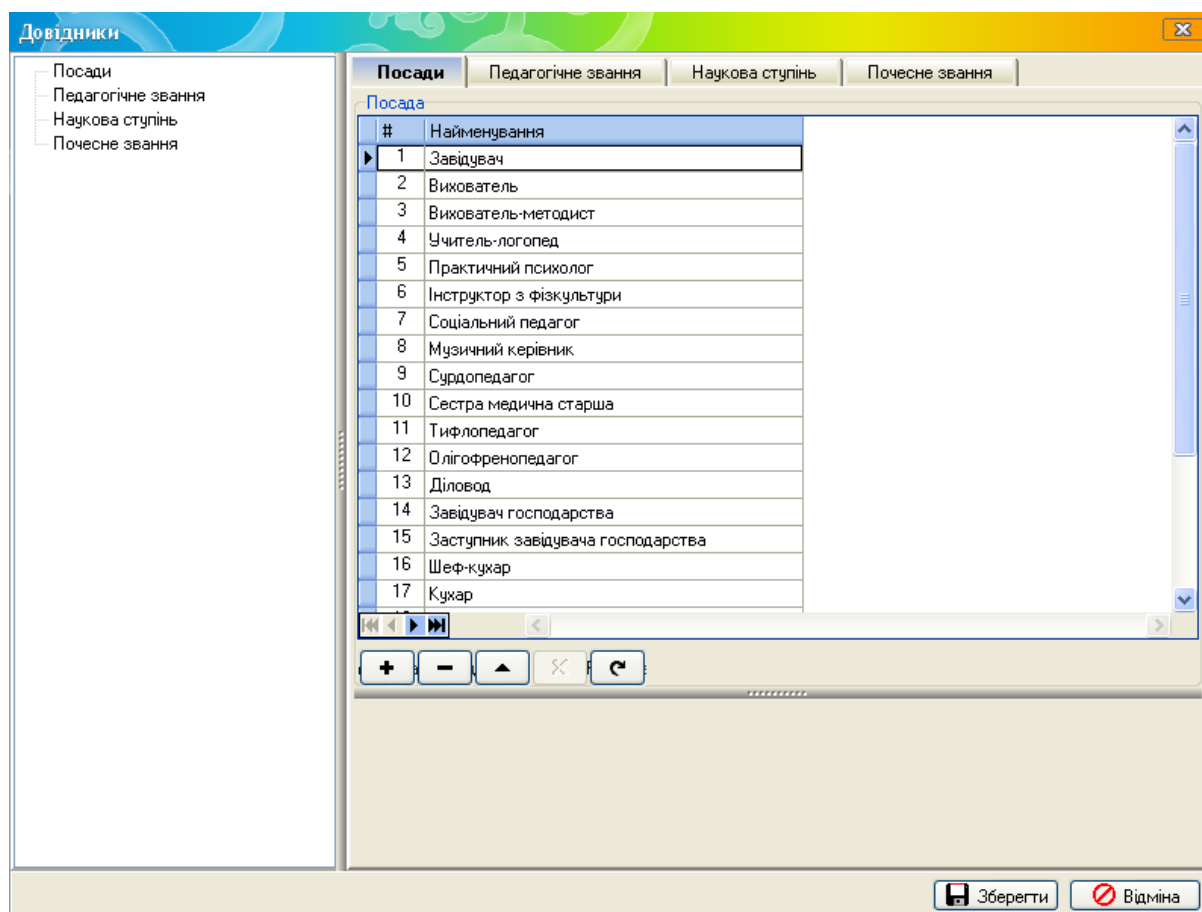 Довідники
Посади
Педагогічне звання
Наукова ступінь
Почесне звання
Посади Педагогічне звання Наукова ступінь Почесне звання
Посада
# Найменування
1 Завідувач
2 Вихователь
3 Вихователь-методист
4 Учитель-логопед
5 Практичний психолог
6 Інструктор з фізкультури
7 Соціальний педагог
8 Музичний керівник
9 Сурдопедагог
10 Сестра медична старша
11 Тифлопедагог
12 Олігофренопедагог
13 Діловод
14 Завідувач господарства
15 Заступник завідувача господарства
16 Шеф-кухар
17 Кухар
Зберегти Відміна